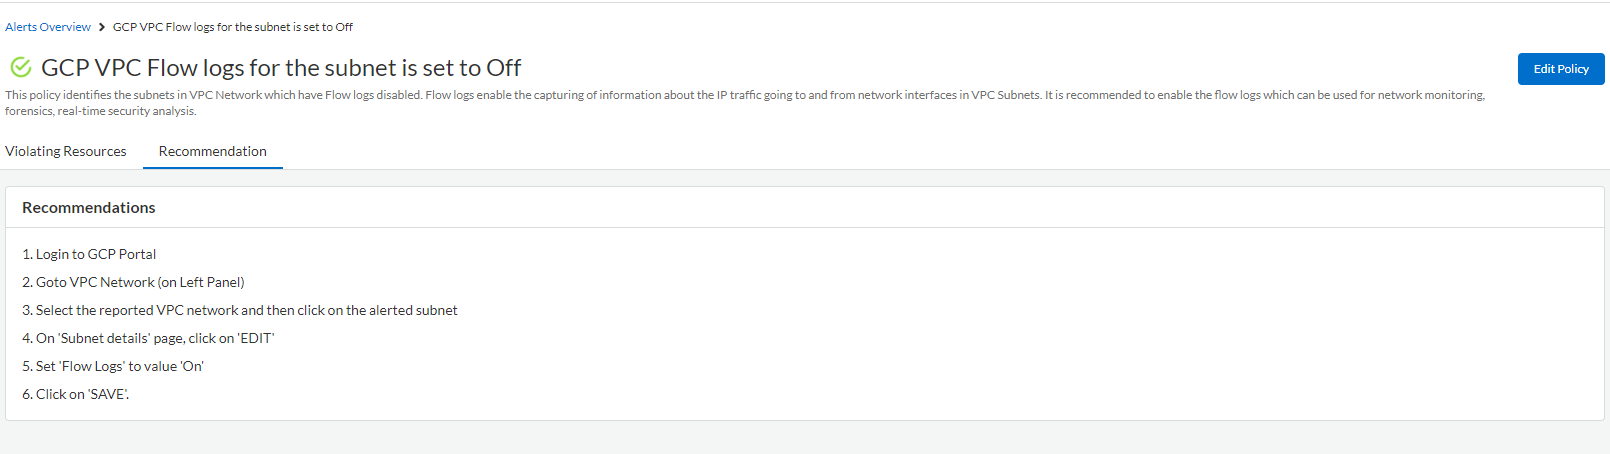 Alerts Overview > GCP VPC Flow logs for the subnet is set to Off
GCP VPC Flow logs for the subnet is set to Off
Edit Policy
This policy identifies the subnets in VPC Network which have Flow logs disabled. Flow logs enable the capturing of information about the IP traffic going to and from network interfaces in VPC Subnets. It is recommended to enable the flow logs which can be used for network monitoring,
forensics, real-time security analysis.
Violating Resources Recommendation
Recommendations
1. Login to GCP Portal
2. Goto VPC Network (on Left Panel)
3. Select the reported VPC network and then click on the alerted subnet
4. On 'Subnet details' page, click on 'EDIT'
5. Set 'Flow Logs' to value 'On'
6. Click on 'SAVE'.